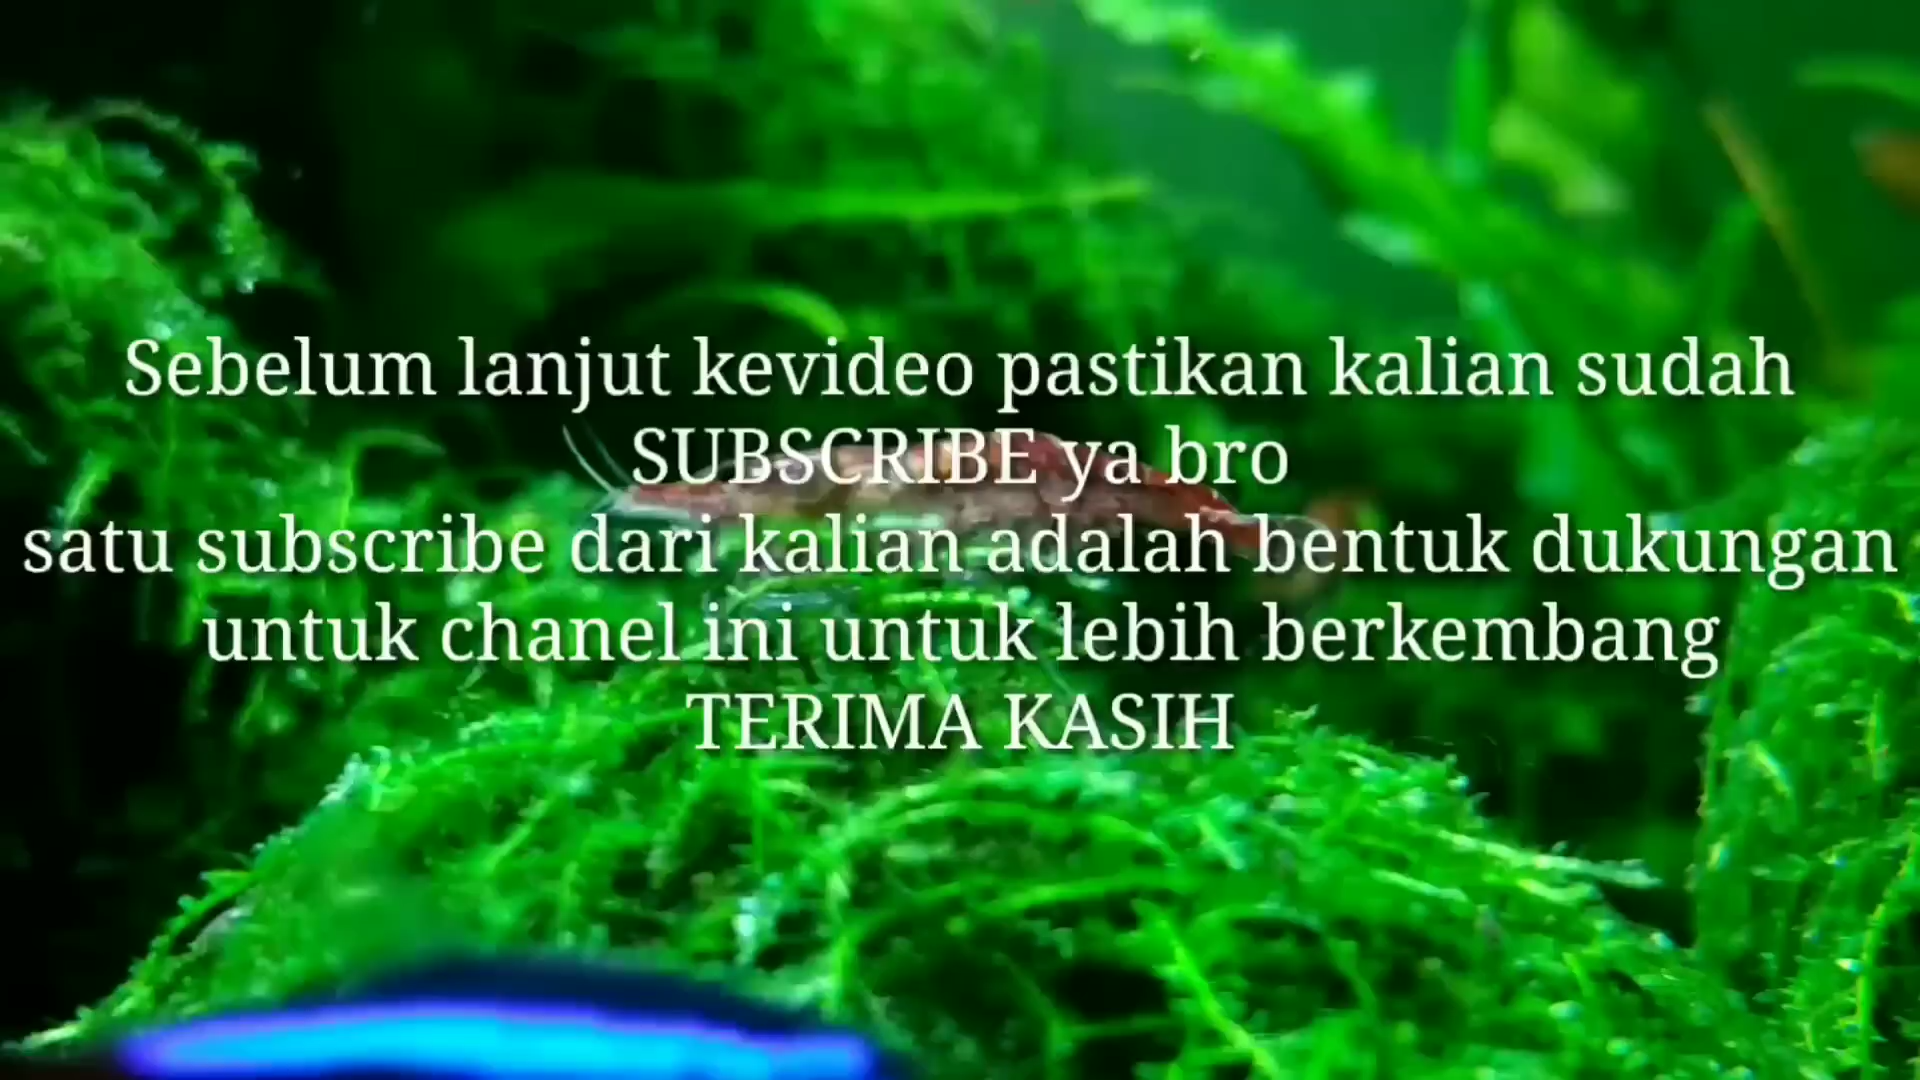 Sebelum lanjut kevideo pastikan kalian sudah
SUBSCRIBE ya bro
satu subscribe dari kalian adalah bentuk dukungan
untuk chanel ini untuk lebih berkembang
TERIMA KASIH